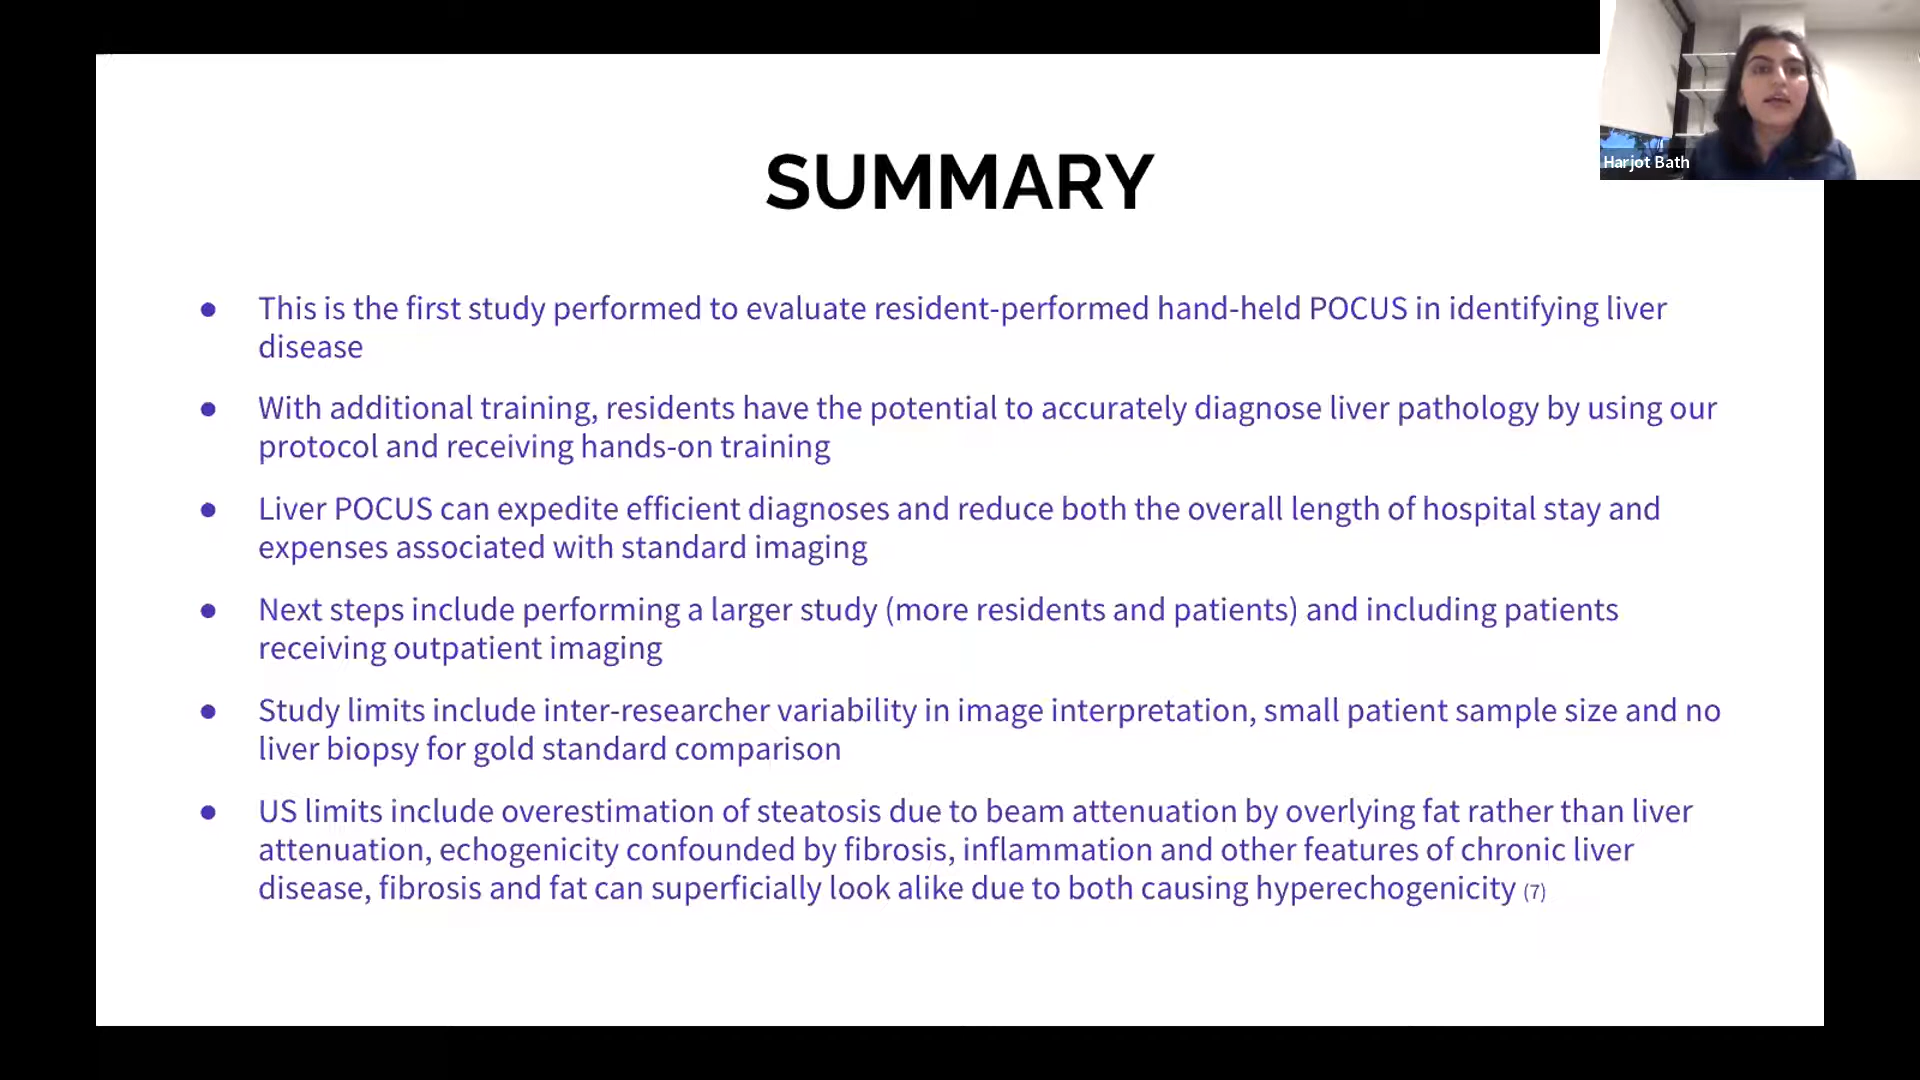 Harjot Bath
SUMMARY
● This is the first study performed to evaluate resident-performed hand-held POCUS in identifying liver
disease
● With additional training, residents have the potential to accurately diagnose liver pathology by using our
protocol and receiving hands-on training
● Liver POCUS can expedite efficient diagnoses and reduce both the overall length of hospital stay and
expenses associated with standard imaging
● Next steps include performing a larger study (more residents and patients) and including patients
receiving outpatient imaging
● Study limits include inter-researcher variability in image interpretation, small patient sample size and no
liver biopsy for gold standard comparison
● US limits include overestimation of steatosis due to beam attenuation by overlying fat rather than liver
attenuation, echogenicity confounded by fibrosis, inflammation and other features of chronic liver
disease, fibrosis and fat can superficially look alike due to both causing hyperechogenicity (7)